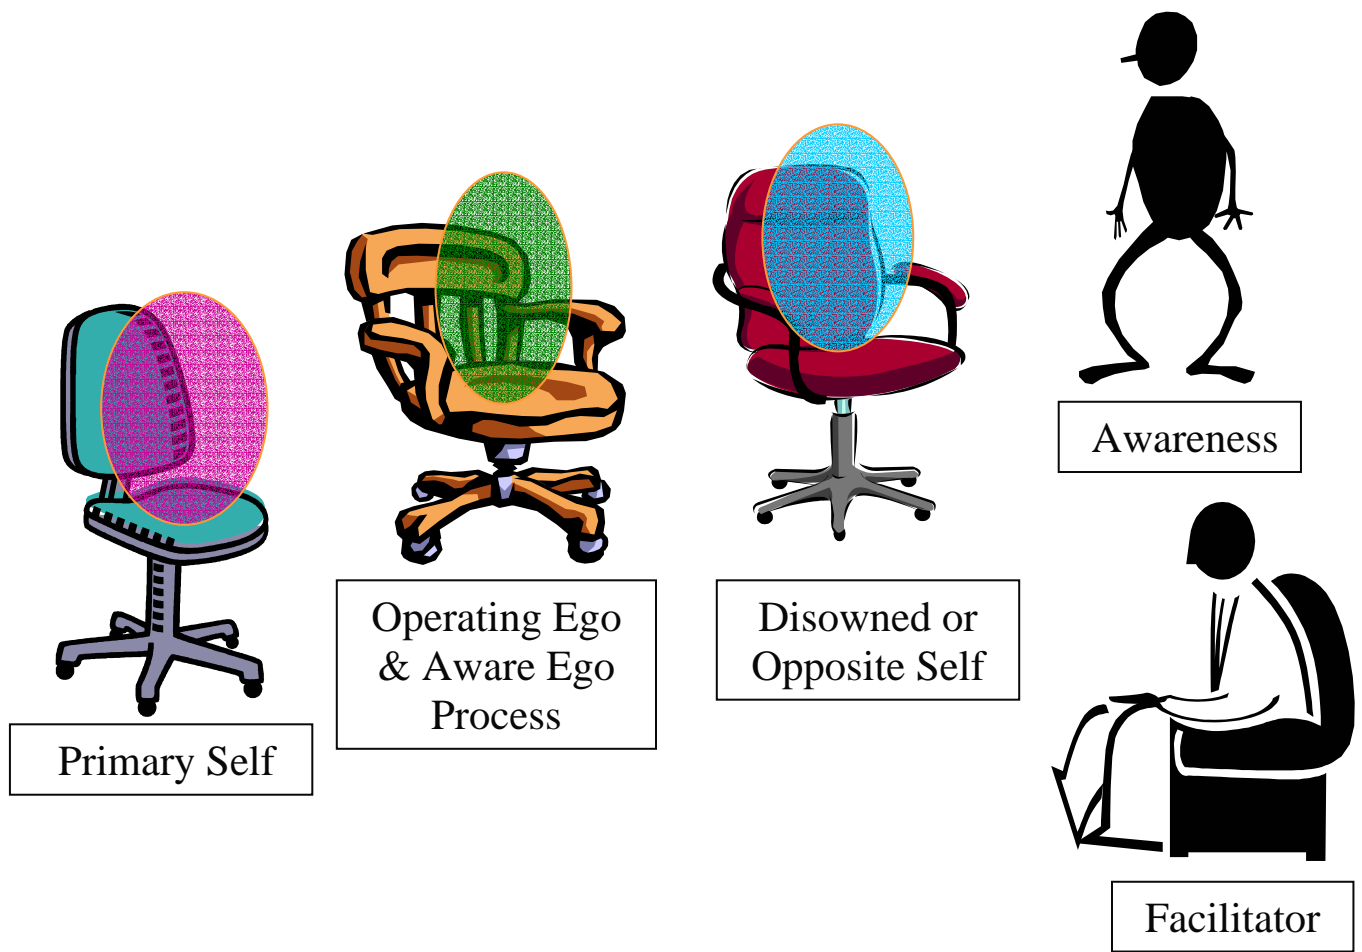 Primary Self
Operating Ego
& Aware Ego
Process
Disowned or
Opposite Self
Awareness
Facilitator